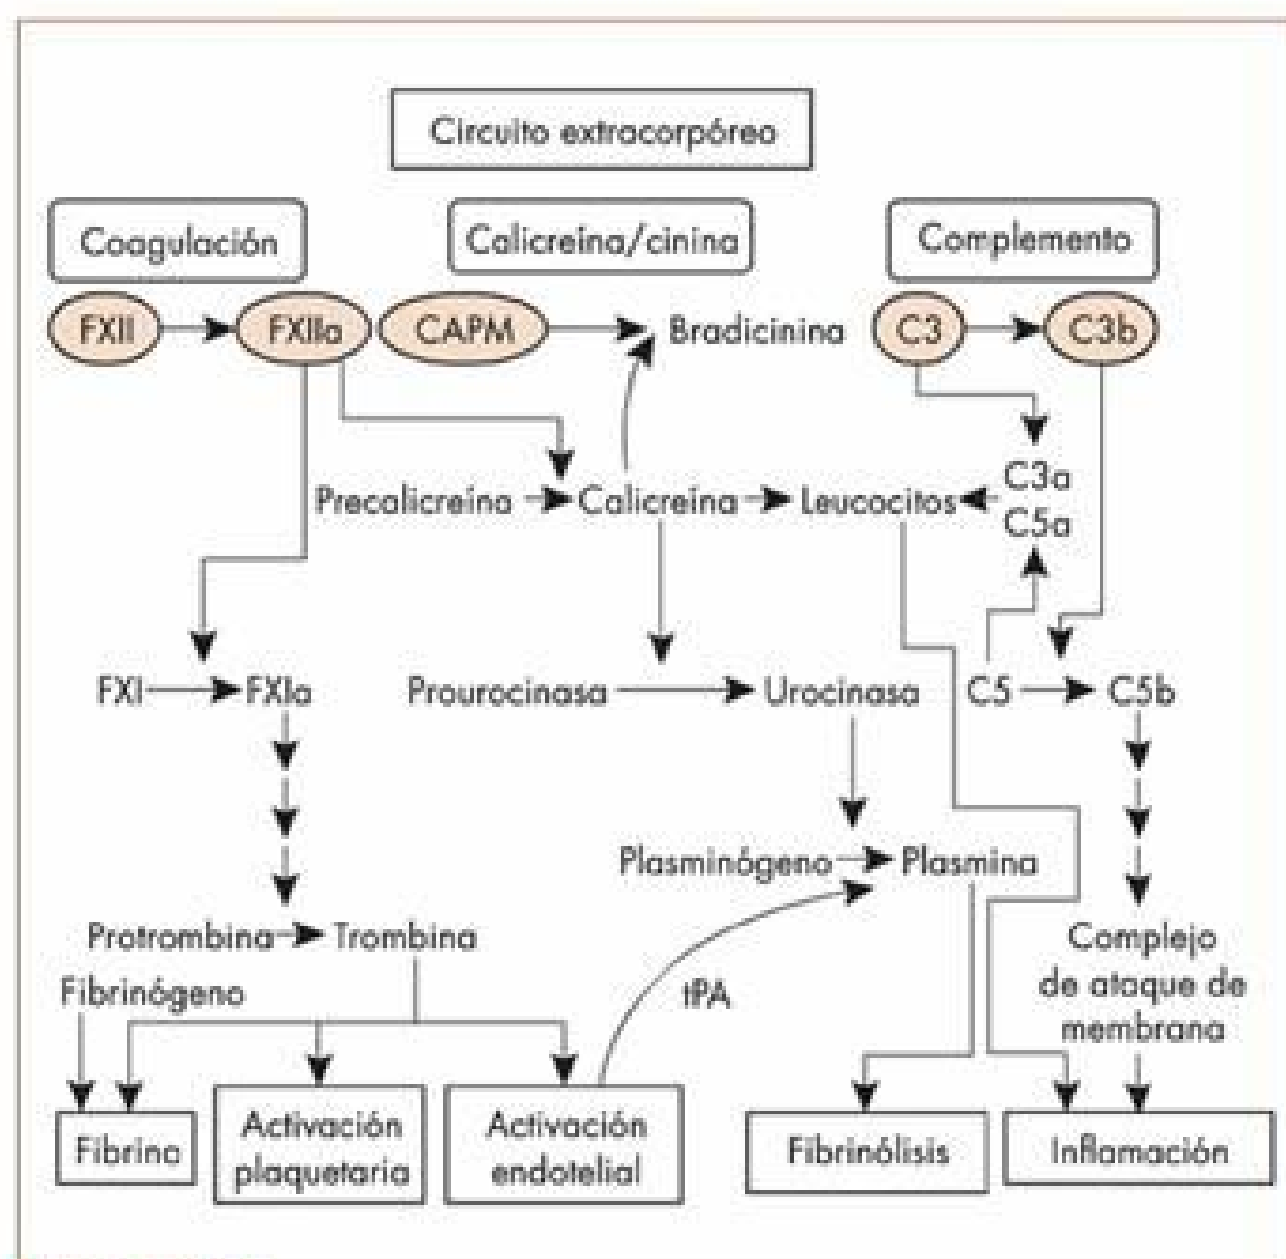 Circuito extracorpóreo
Coagulación
Calicreína/cinina
Complemento
FXII
FXIIa
CAPM
Bradicinina
C3
C3b
Precalicreína
Calicreína
Leucocitos
C3a
C5a
FXI
FXIa
Prourocinasa
Urocinasa
C5
C5b
Plasminógeno
Plasmina
Protrombina
Trombina
Fibrinógeno
tPA
Complejo
de ataque de
membrana
Fibrina
Activación
plaquetaria
Activación
endotelial
Fibrinólisis
Inflamación